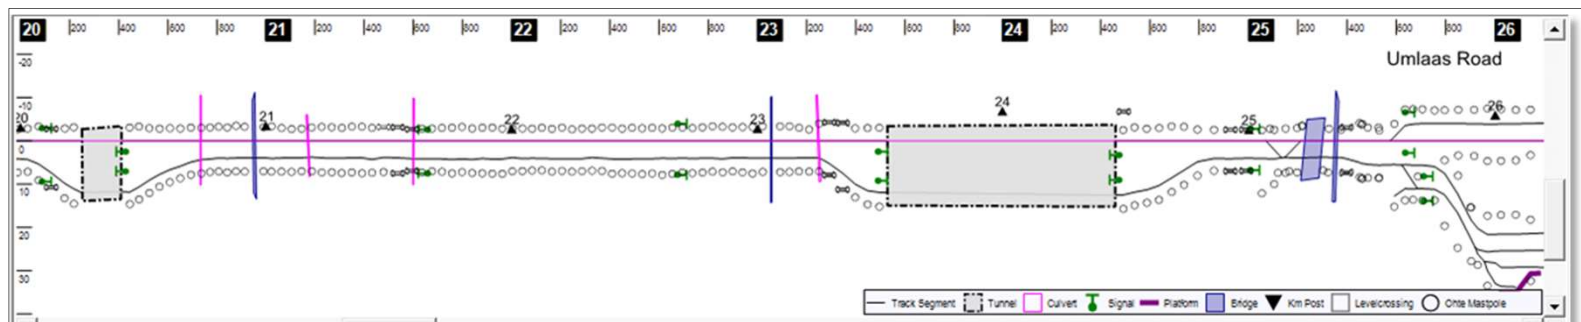 20 200 400 600 800 21 200 400 600 800 22 200 400 600 800 23 200 400 600 800 24 200 400 600 800 25 200 400 600 800 26
-20
Umlaas Road
-10
20 21 22 23 24 25 26
0
10
20
30
Track Segment Tunnel Culvert Signal Platform Bridge Km Post Levelcrossing Ohte Mastpole